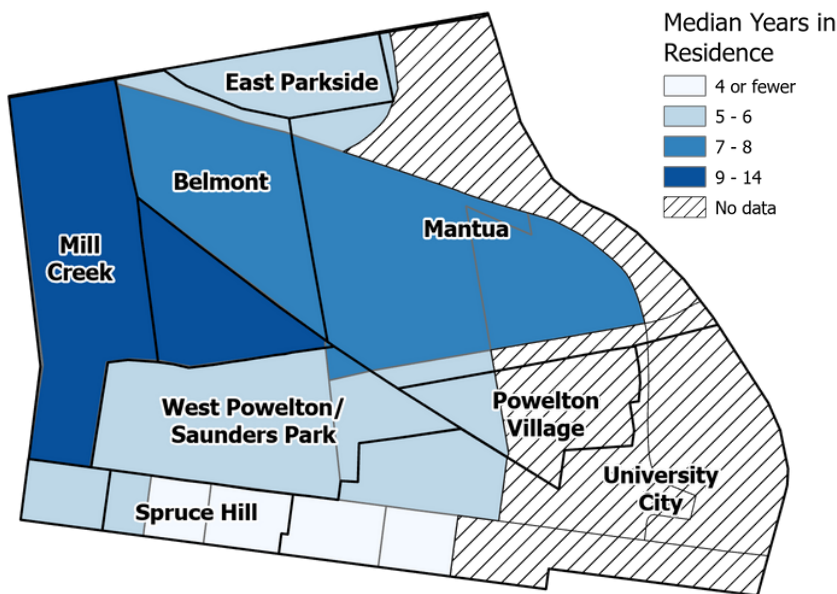 Median Years in
Residence
4 or fewer
5 - 6
7 - 8
9 - 14
No data
East Parkside
Belmont
Mantua
Mill
Creek
West Powelton/
Saunders Park
Powelton
Village
University
City
Spruce Hill